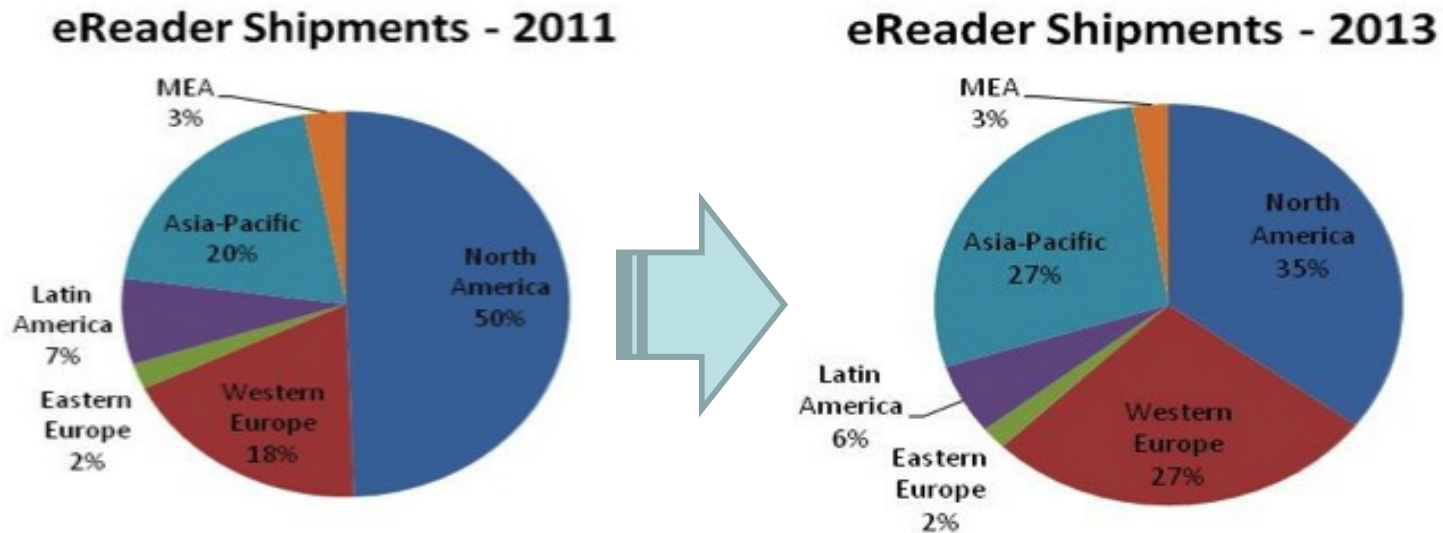 eReader Shipments - 2011
MEA
3%
Asia-Pacific
20%
North
America
50%
Latin
America
7%
Eastern
Europe
2%
Western
Europe
18%
eReader Shipments - 2013
MEA
3%
North
America
35%
Asia-Pacific
27%
Latin
America
6%
Eastern
Europe
2%
Western
Europe
27%